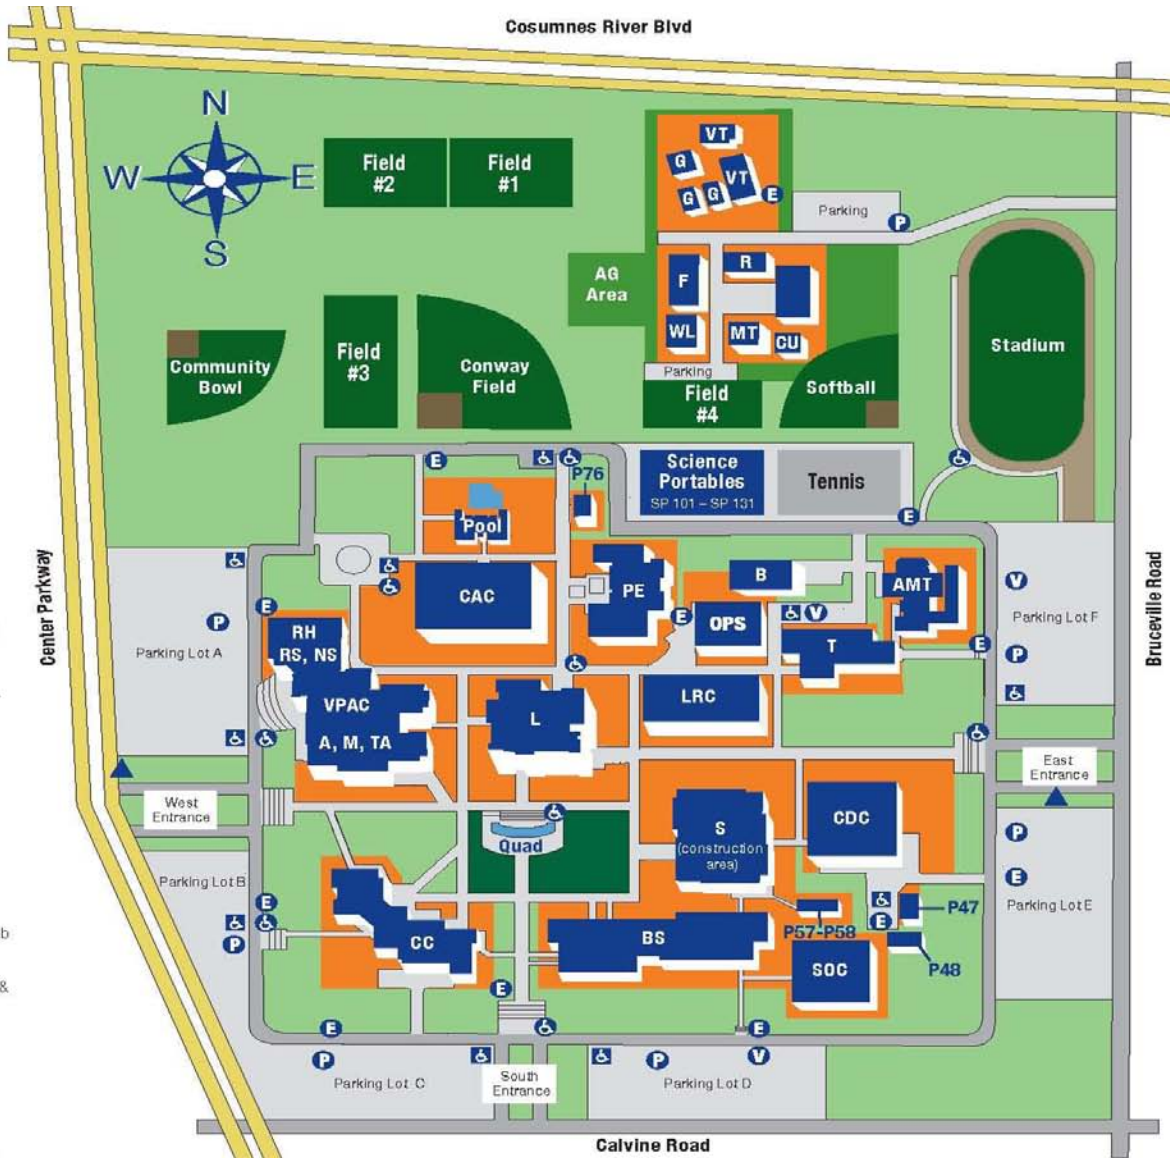 Cosumnes River Blvd
N
W
E
S
Field
#2
Field
#1
VT
G
VT
G
G
E
Parking
P
AG
Area
F
R
WL
MT
CU
Parking
Stadium
Community
Bowl
Field
#3
Conway
Field
Field
#4
Softball
E
P76
Science
Portables
SP 101 – SP 131
Tennis
E
Pool
Center Parkway
Bruceville Road
CAC
PE
B
AMT
V
E
P
Parking Lot A
RH
RS, NS
E
OPS
V
T
E
Parking Lot F
P
VPAC
A, M, TA
L
LRC
East
Entrance
West
Entrance
Quad
S
(construction
area)
CDC
P
Parking Lot B
E
P
CC
BS
P57-P58
E
P47
P48
E
Parking Lot E
SOC
b
&
E
E
E
P
Parking Lot C
South
Entrance
P
Parking Lot D
V
Calvine Road